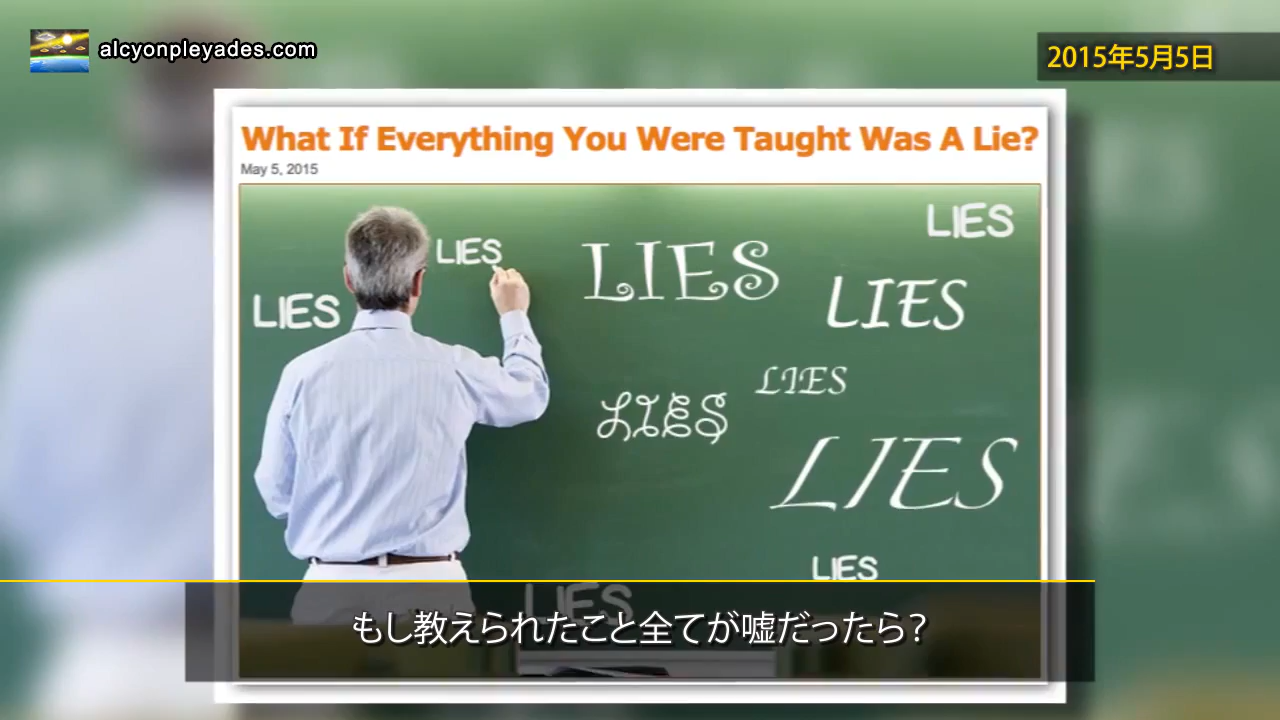 alcyonpleyades.com
2015年5月5日
What If Everything You Were Taught Was A Lie?
May 5, 2015
LIES
LIES
LIES
LIES
LIES
LIES
LIES
LIES
LIES
LIES
もし教えられたこと全てが嘘だったら？